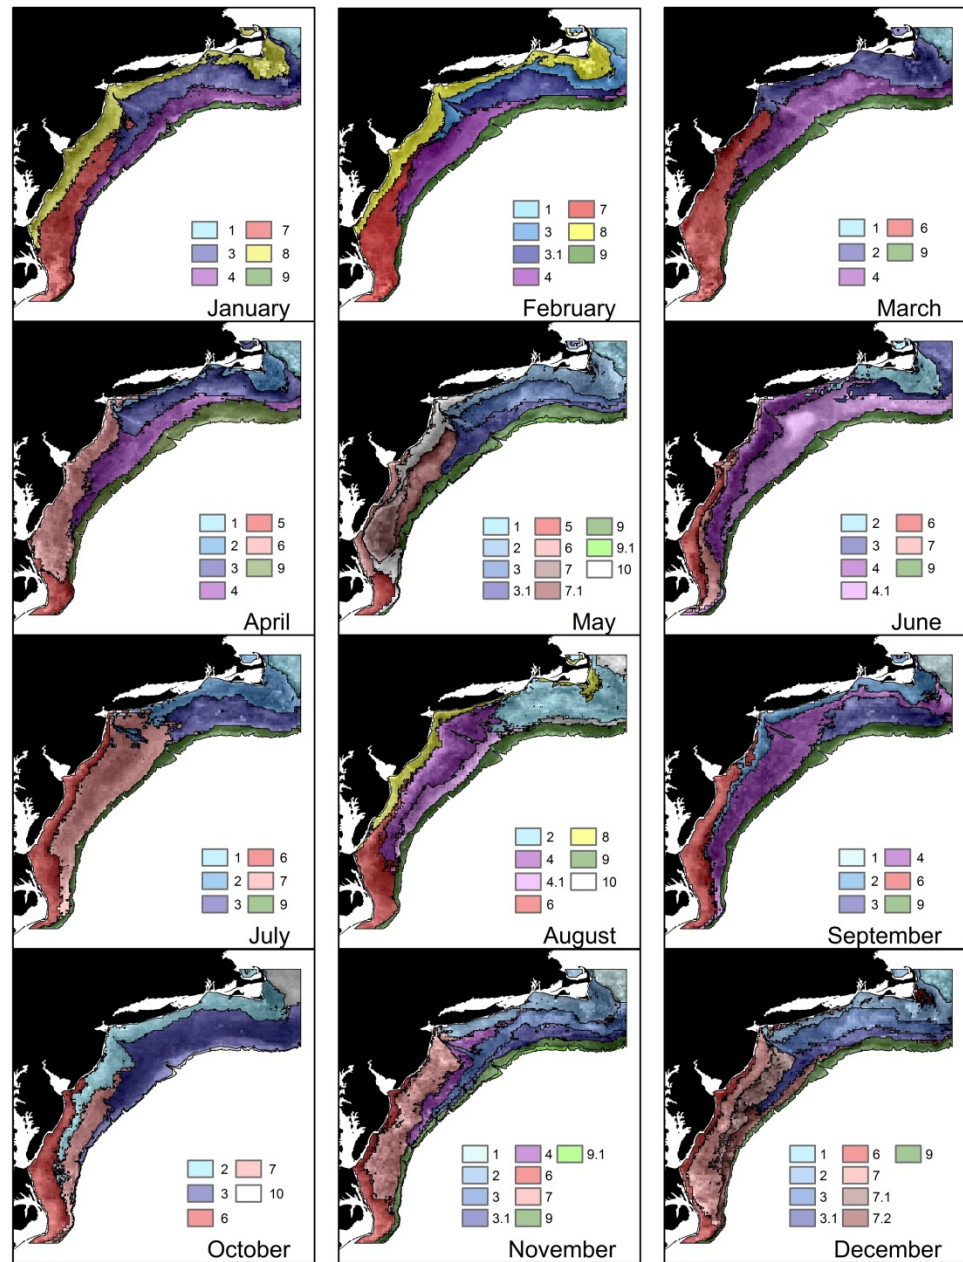 1 7
3 8
4 9
January
1 7
3 8
3.1 9
4
February
1 6
2 9
4
March
1 5
2 6
3 9
4
April
1 5 9
2 6 9.1
3 7 10
3.1 7.1
May
2 6
3 7
4 9
4.1
June
1 6
2 7
3 9
July
2 8
4 9
4.1 10
6
August
1 4
2 6
3 9
September
2 7
3 10
6
October
1 4 9.1
2 6
3 7
3.1 9
November
1 6 9
2 7
3 7.1
3.1 7.2
December